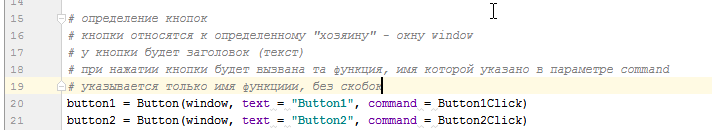 15 # определение кнопок
16 # кнопки относятся к определенному "хозяину" - окну window
17 # у кнопки будет заголовок (текст)
18 # при нажатии кнопки будет вызвана та функция, имя которой указано в параметре command
19 # указывается только имя функциии, без скобок
20 button1 = Button(window, text = "Button1", command = Button1Click)
21 button2 = Button(window, text = "Button2", command = Button2Click)